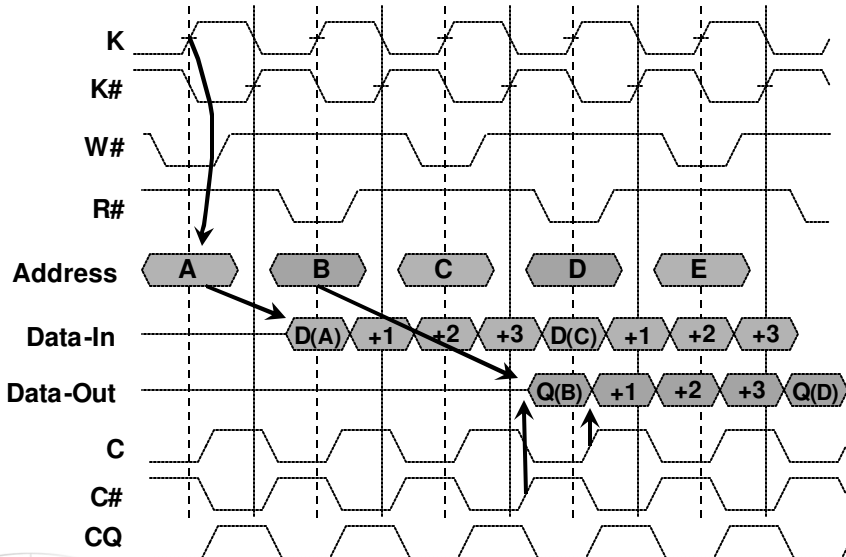 K
K#
W#
R#
Address A B C D E
Data-In D(A) +1 +2 +3 D(C) +1 +2 +3
Data-Out Q(B) +1 +2 +3 Q(D)
C
C#
CQ